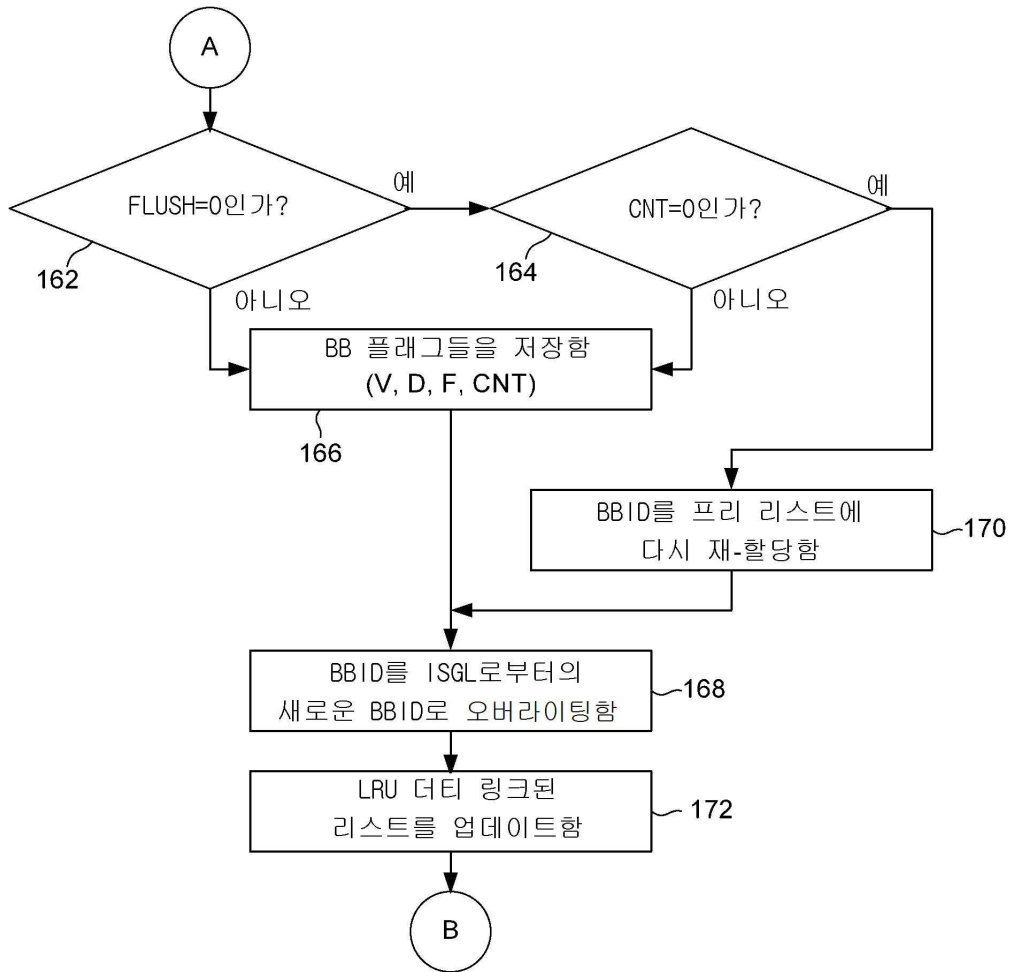 A
FLUSH=0인가?
예
162
아니오
CNT=0인가?
예
164
아니오
BB 플래그들을 저장함
(V, D, F, CNT)
166
BBID를 프리 리스트에
다시 재-할당함
170
BBID를 ISGL로부터의
새로운 BBID로 오버라이팅함
168
LRU 더티 링크된
리스트를 업데이트함
172
B